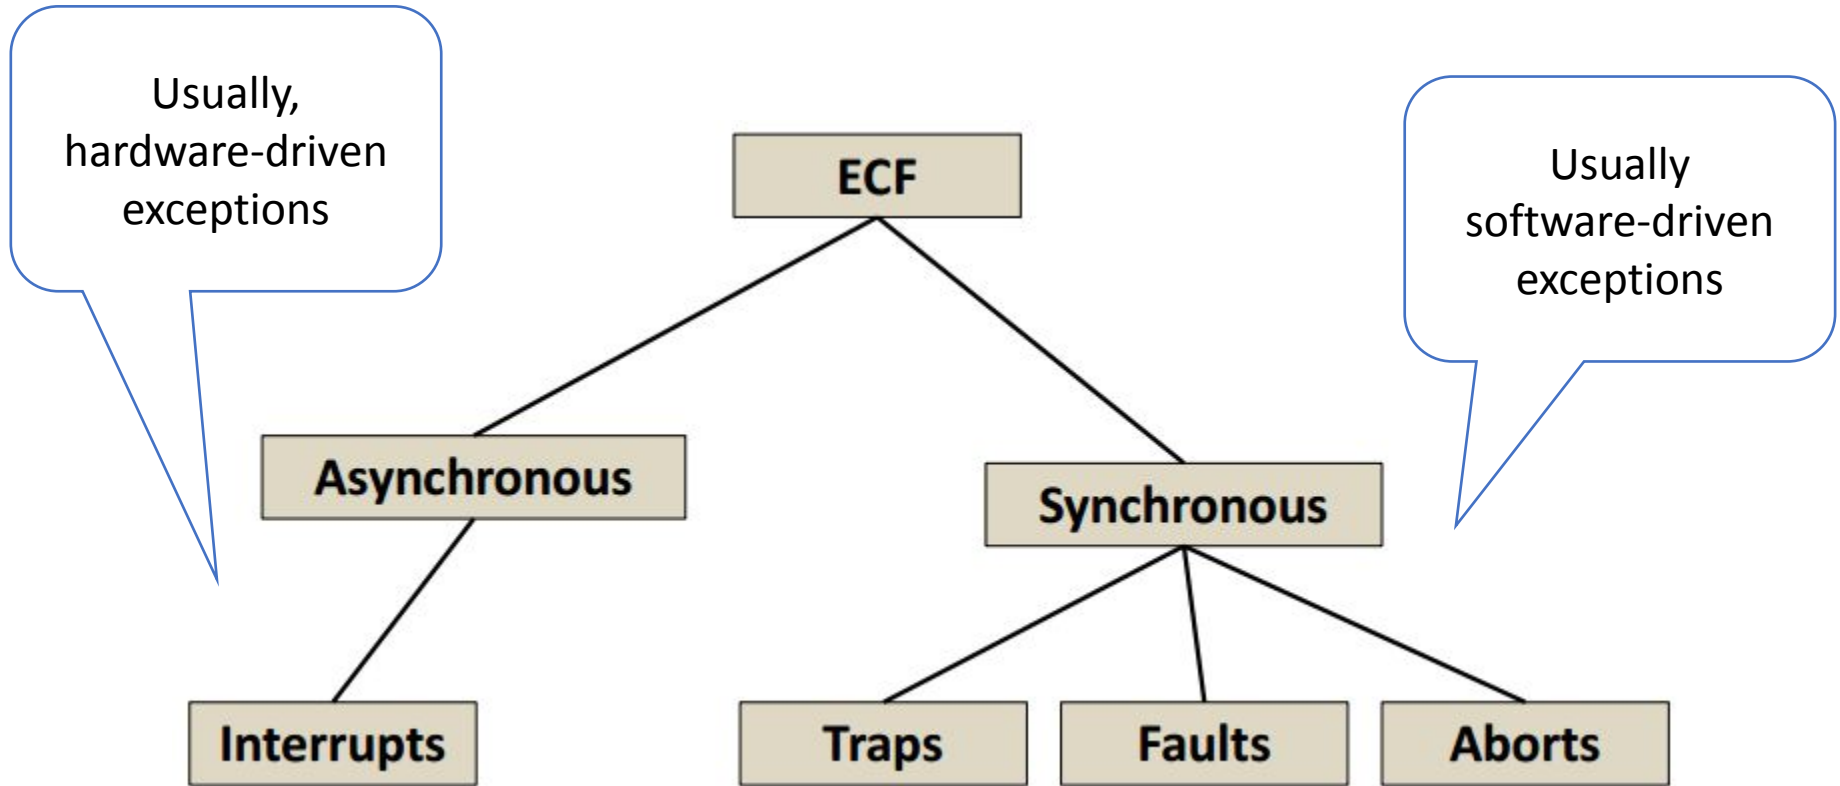 Usually,
hardware-driven
exceptions
ECF
Usually
software-driven
exceptions
Asynchronous
Synchronous
Interrupts
Traps
Faults
Aborts